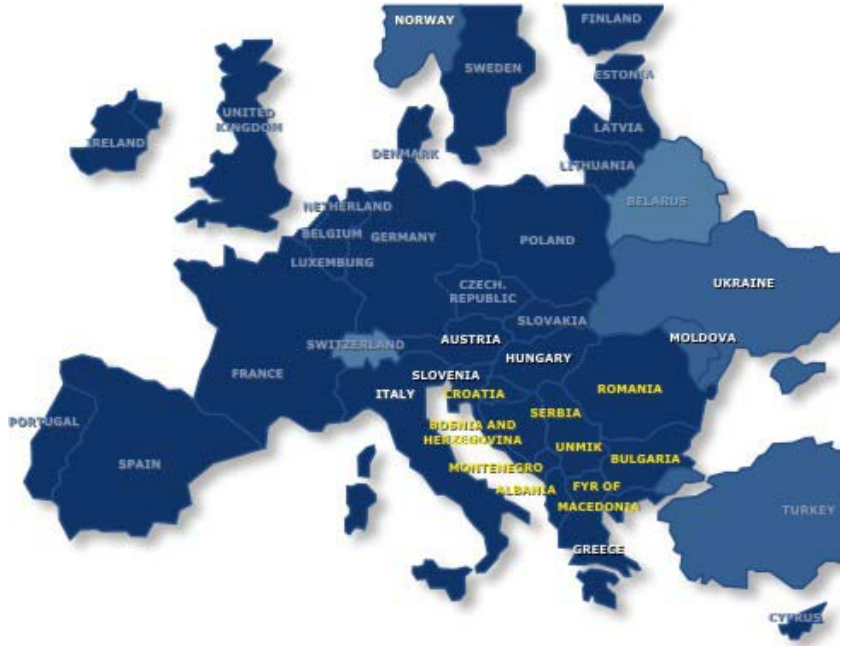 NORWAY
FINLAND
SWEDEN
ESTONIA
UNITED
KINGDOM
LATVIA
IRELAND
DENMARK
LITHUANIA
BELARUS
NETHERLAND
BELGIUM
GERMANY
POLAND
LUXEMBURG
CZECH.
REPUBLIC
UKRAINE
SLOVAKIA
SWITZERLAND
AUSTRIA
MOLDOVA
HUNGARY
FRANCE
SLOVENIA
ITALY
CROATIA
ROMANIA
SERBIA
PORTUGAL
BOSNIA AND
HERZEGOVINA
UNMIK
SPAIN
MONTENEGRO
BULGARIA
ALBANIA
FYR OF
MACEDONIA
TURKEY
GREECE
CYPRUS